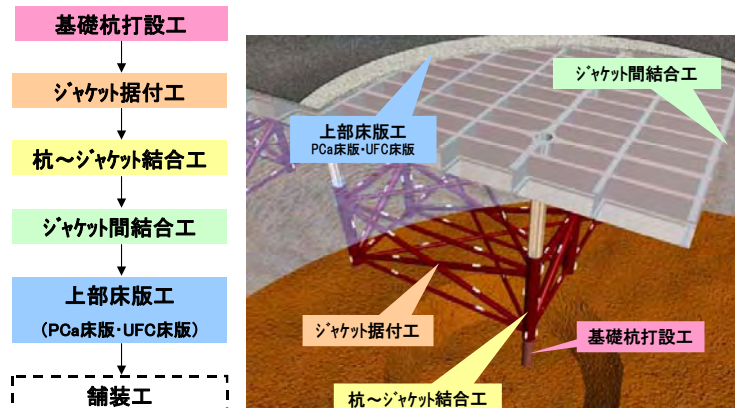 基礎杭打設工
ジャケット据付工
杭～ジャケット結合工
ジャケット間結合工
上部床版工
(PCa床版・UFC床版)
舗装工
ジャケット間結合工
上部床版工
PCa床版・UFC床版
ジャケット据付工
基礎杭打設工
杭～ジャケット結合工